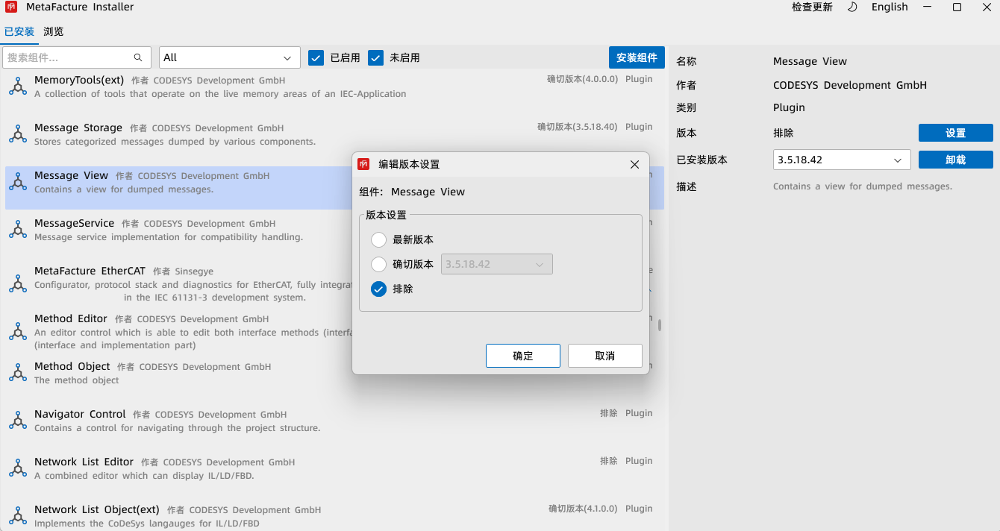 MetaFacture Installer
检查更新 English
已安装 浏览
搜索组件... All 已启用 未启用 安装组件
MemoryTools(ext) 作者 CODESYS Development GmbH 确切版本(4.0.0.0) Plugin
A collection of tools that operate on the live memory areas of an IEC-Application
Message Storage 作者 CODESYS Development GmbH 确切版本(3.5.18.40) Plugin
Stores categorized messages dumped by various components.
Message View 作者 CODESYS Development GmbH
Contains a view for dumped messages.
MessageService 作者 CODESYS Development GmbH
Message service implementation for compatibility handling.
MetaFacture EtherCAT 作者 Sinsegye
Configurator, protocol stack and diagnostics for EtherCAT, fully
in the IEC 61131-3 development system.
Method Editor 作者 CODESYS Development GmbH
An editor control which is able to edit both interface methods
(interface and implementation part)
Method Object 作者 CODESYS Development GmbH
The method object
Navigator Control 作者 CODESYS Development GmbH 排除 Plugin
Contains a control for navigating through the project structure.
Network List Editor 作者 CODESYS Development GmbH 排除 Plugin
A combined editor which can display IL/LD/FBD.
Network List Object(ext) 作者 CODESYS Development GmbH 确切版本(4.1.0.0) Plugin
Implements the CoDeSys langauges for IL/LD/FBD
编辑版本设置
组件: Message View
版本设置
最新版本
确切版本 3.5.18.42
排除
确定 取消
名称 Message View
作者 CODESYS Development GmbH
类别 Plugin
版本 排除 设置
已安装版本 3.5.18.42 卸载
描述 Contains a view for dumped messages.